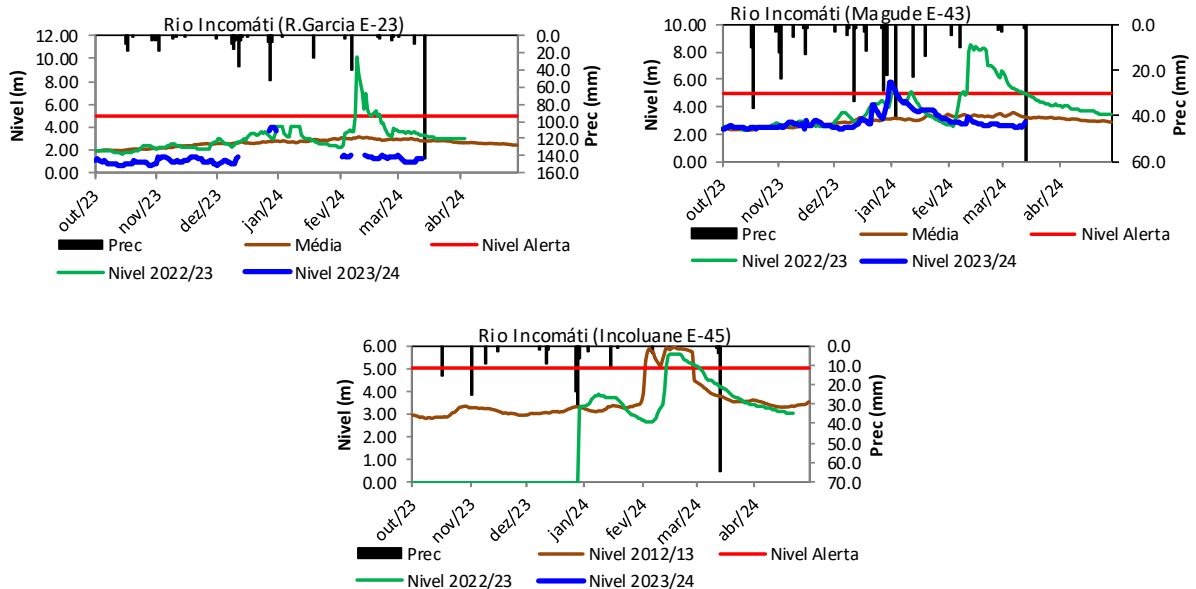 Rio Incomáti (R.Garcia E-23)
Nivel (m)
12.00
10.00
8.00
6.00
4.00
2.00
0.00
0.0
20.0
40.0
60.0
80.0
100.0
120.0
140.0
160.0
Prec (mm)
out/23 nov/23 dez/23 jan/24 fev/24 mar/24 abr/24
Prec Média Nivel Alerta
Nivel 2022/23 Nivel 2023/24
Rio Incomáti (Magude E-43)
Nivel (m)
10.00
8.00
6.00
4.00
2.00
0.00
0.0
20.0
40.0
60.0
Prec (mm)
out/23 nov/23 dez/23 jan/24 fev/24 mar/24 abr/24
Prec Média Nivel Alerta
Nivel 2022/23 Nivel 2023/24
Rio Incomáti (Incoluane E-45)
Nivel (m)
6.00
5.00
4.00
3.00
2.00
1.00
0.00
0.0
10.0
20.0
30.0
40.0
50.0
60.0
70.0
Prec (mm)
out/23 nov/23 dez/23 jan/24 fev/24 mar/24 abr/24
Prec Nivel 2012/13 Nivel Alerta
Nivel 2022/23 Nivel 2023/24